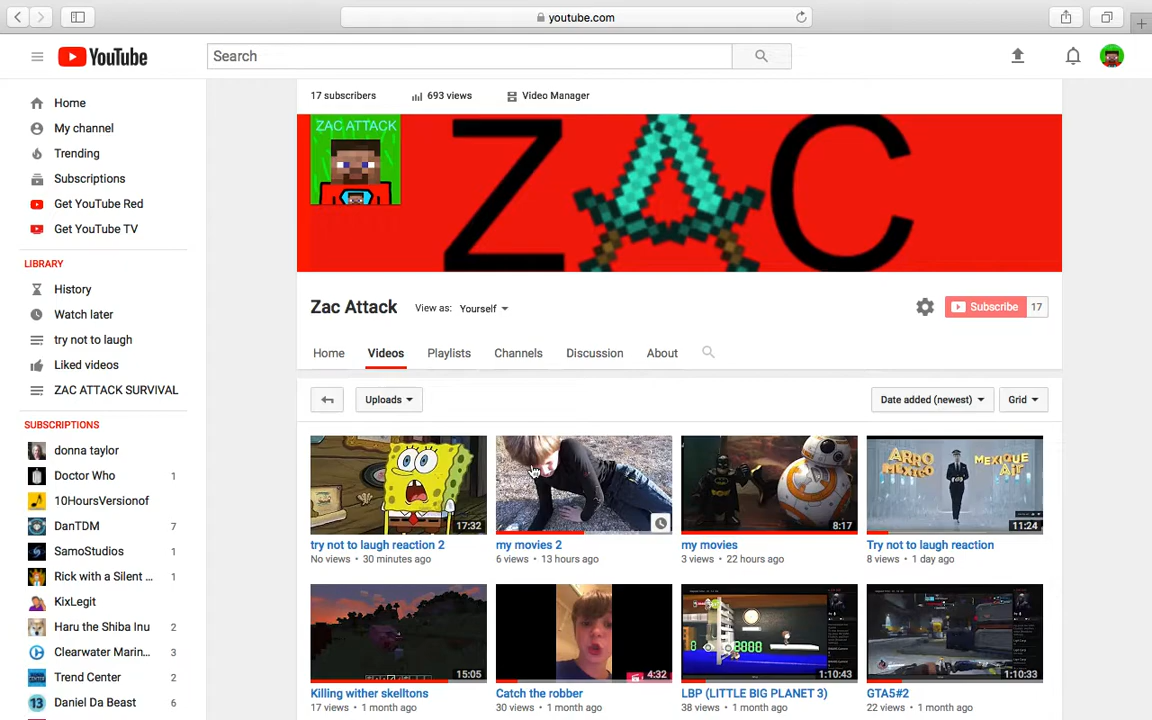 youtube.com
YouTube
Search
17 subscribers
693 views
Video Manager
Home
My channel
Trending
Subscriptions
Get YouTube Red
Get YouTube TV
LIBRARY
History
Watch later
try not to laugh
Liked videos
ZAC ATTACK SURVIVAL
SUBSCRIPTIONS
donna taylor
Doctor Who 1
10HoursVersionof
DanTDM 7
SamoStudios 1
Rick with a Silent ... 1
KixLegit
Haru the Shiba Inu 2
Clearwater Marin... 3
Trend Center 2
Daniel Da Beast 6
ZAC ATTACK
ZAC
Zac Attack
View as: Yourself
Subscribe 17
Home Videos Playlists Channels Discussion About
Uploads
Date added (newest)
Grid
17:32
try not to laugh reaction 2
No views • 30 minutes ago
my movies 2
6 views • 13 hours ago
8:17
my movies
3 views • 22 hours ago
ARRO MEXICO
MEXIQUE AIR
11:24
Try not to laugh reaction
8 views • 1 day ago
15:05
Killing wither skelltons
17 views • 1 month ago
4:32
Catch the robber
30 views • 1 month ago
1:10:43
LBP (LITTLE BIG PLANET 3)
38 views • 1 month ago
1:10:33
GTA5#2
22 views • 1 month ago